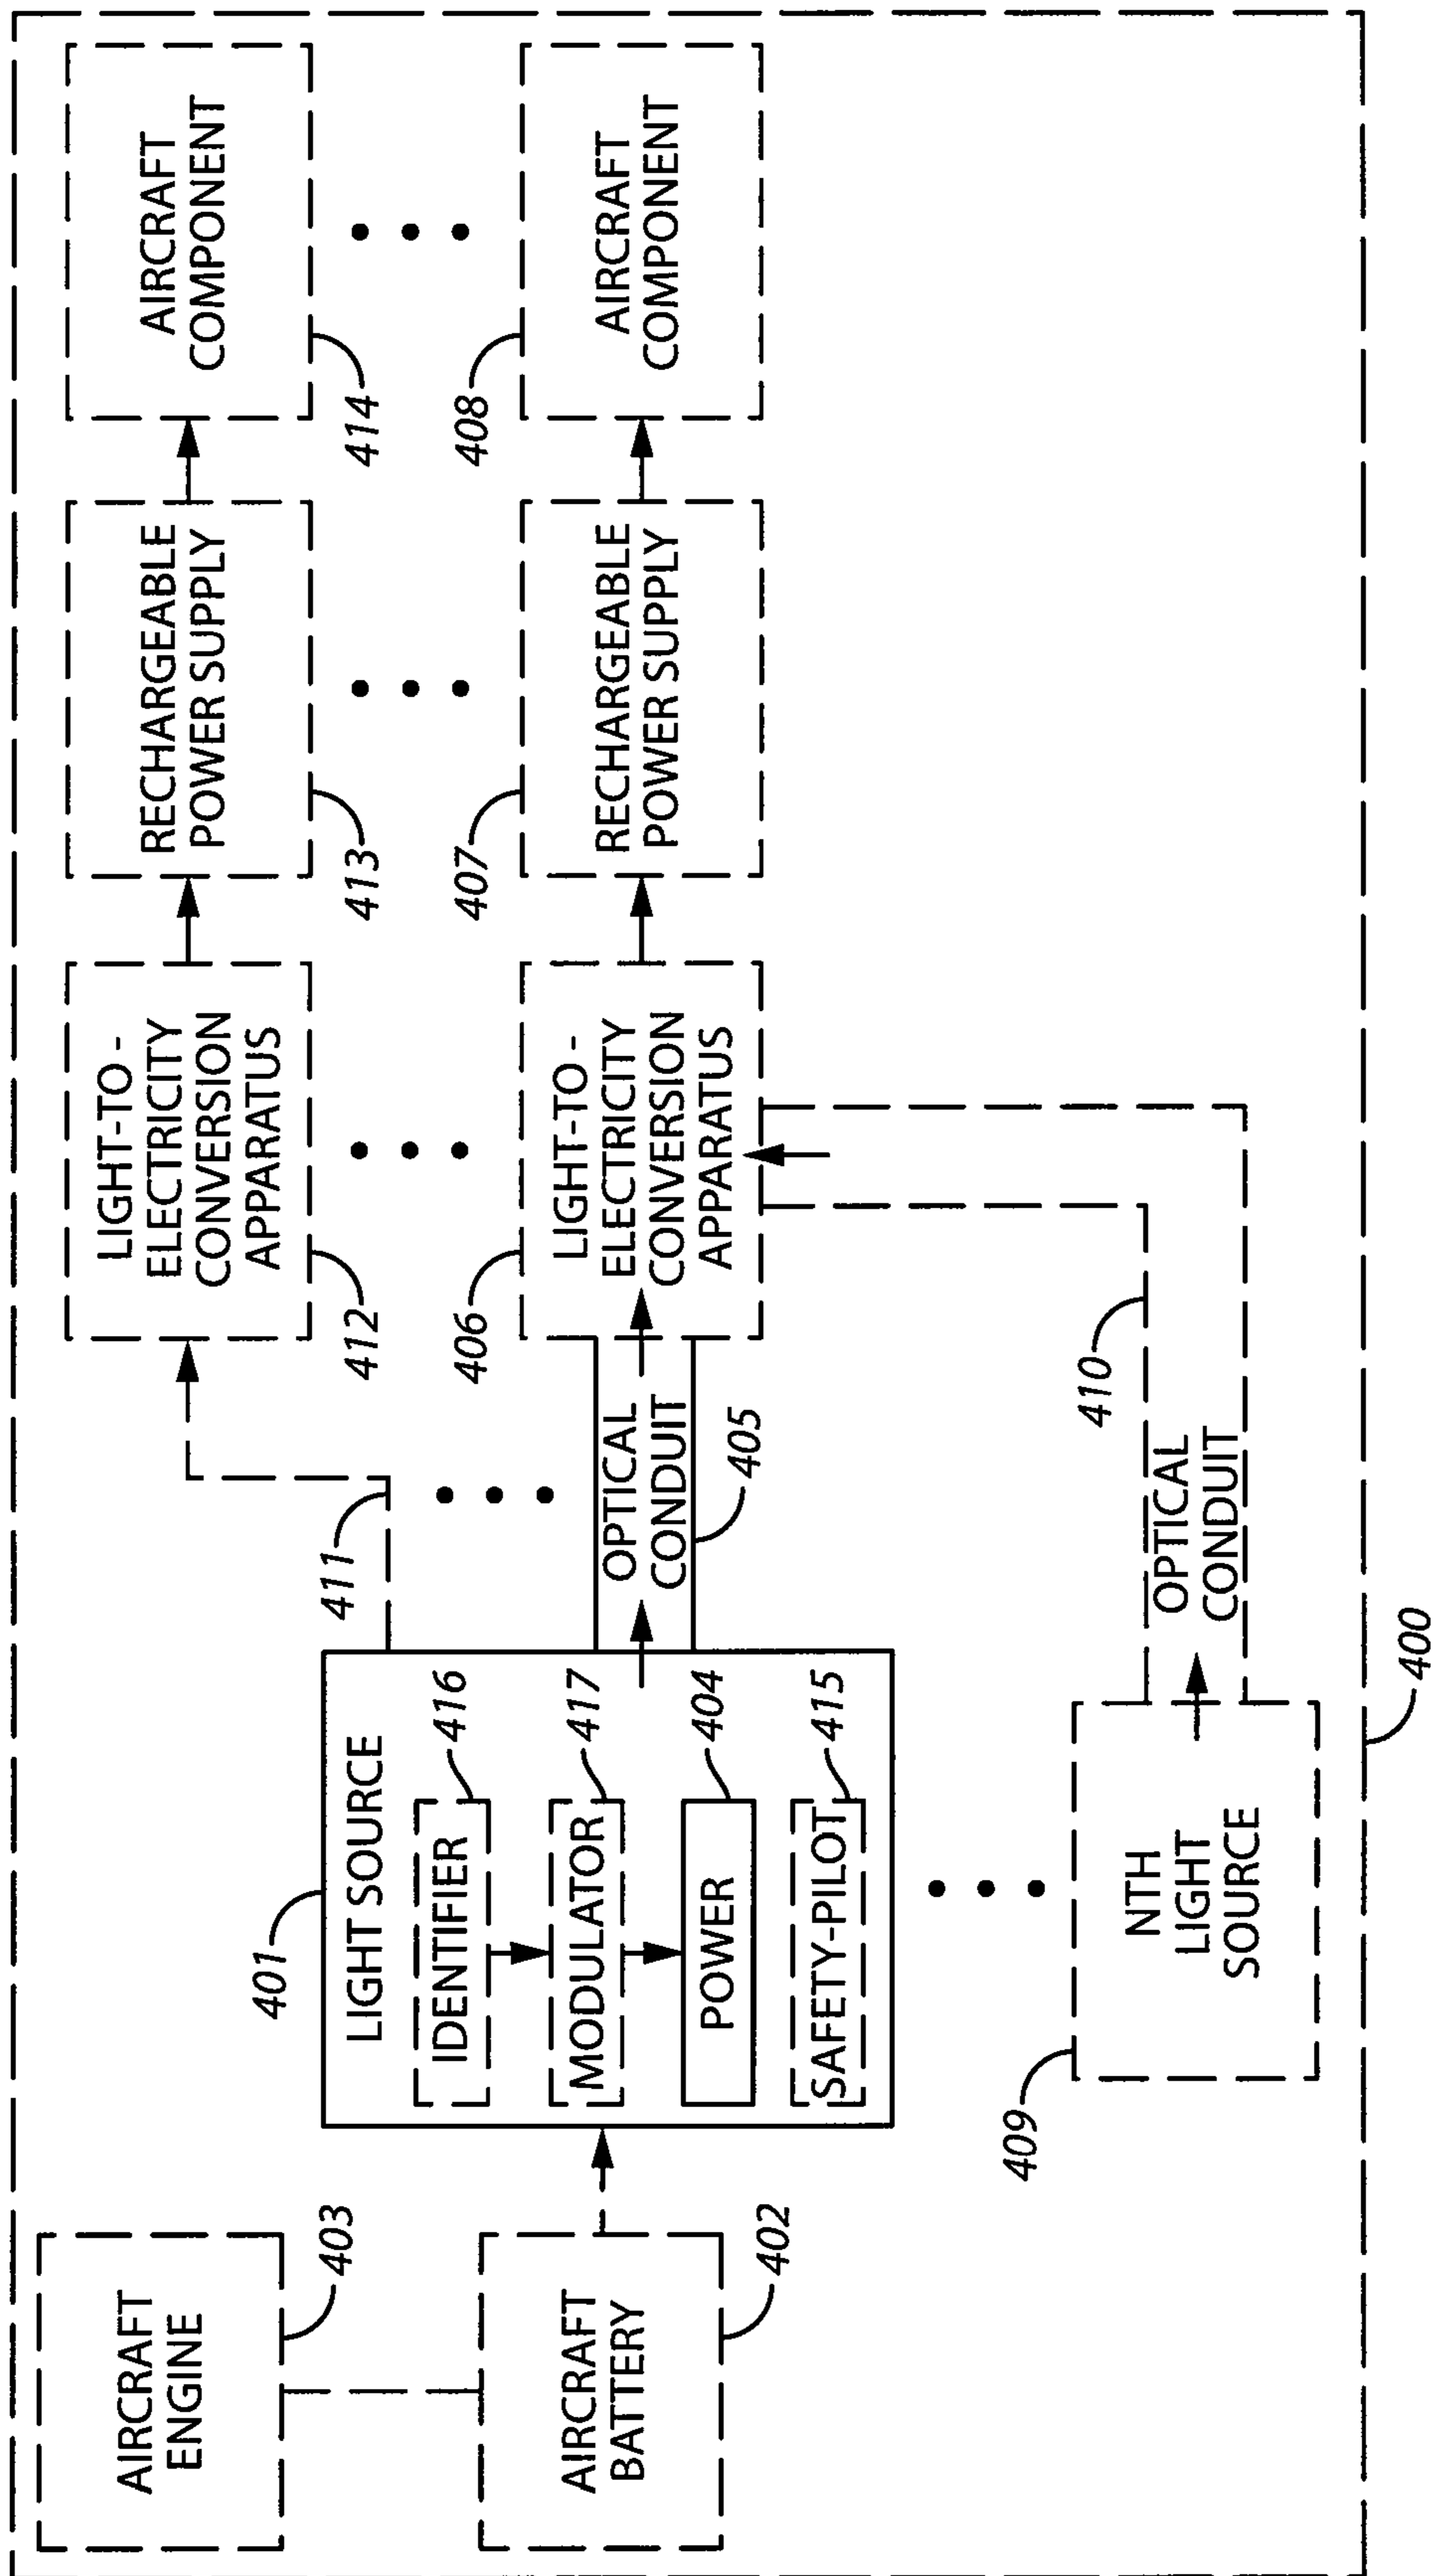 AIRCRAFT
ENGINE
403
AIRCRAFT
BATTERY
402
401
LIGHT SOURCE
IDENTIFIER
416
MODULATOR
417
POWER
404
SAFETY-PILOT
415
411
OPTICAL
CONDUIT
405
LIGHT-TO-
ELECTRICITY
CONVERSION
APPARATUS
412
RECHARGEABLE
POWER SUPPLY
413
AIRCRAFT
COMPONENT
414
LIGHT-TO-
ELECTRICITY
CONVERSION
APPARATUS
406
RECHARGEABLE
POWER SUPPLY
407
AIRCRAFT
COMPONENT
408
NTH
LIGHT
SOURCE
409
OPTICAL
CONDUIT
410
400